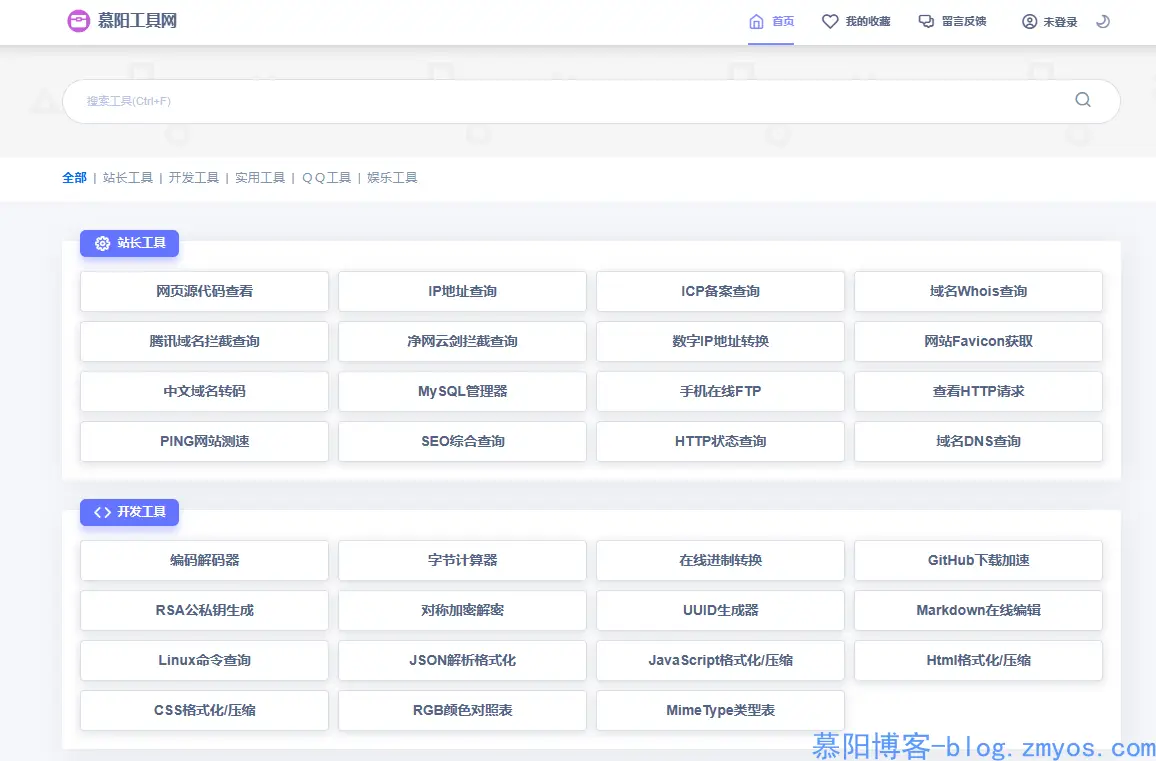 慕阳工具网 首页 我的收藏 留言反馈 未登录
搜索工具(Ctrl+F)
全部 | 站长工具 | 开发工具 | 实用工具 | QQ工具 | 娱乐工具
站长工具
网页源代码查看 IP地址查询 ICP备案查询 域名Whois查询
腾讯域名拦截查询 净网云剑拦截查询 数字IP地址转换 网站Favicon获取
中文域名转码 MySQL管理器 手机在线FTP 查看HTTP请求
PING网站测速 SEO综合查询 HTTP状态查询 域名DNS查询
开发工具
编码解码器 字节计算器 在线进制转换 GitHub下载加速
RSA公私钥生成 对称加密解密 UUID生成器 Markdown在线编辑
Linux命令查询 JSON解析格式化 JavaScript格式化/压缩 Html格式化/压缩
CSS格式化/压缩 RGB颜色对照表 MimeType类型表
慕阳博客-blog.zmyos.com